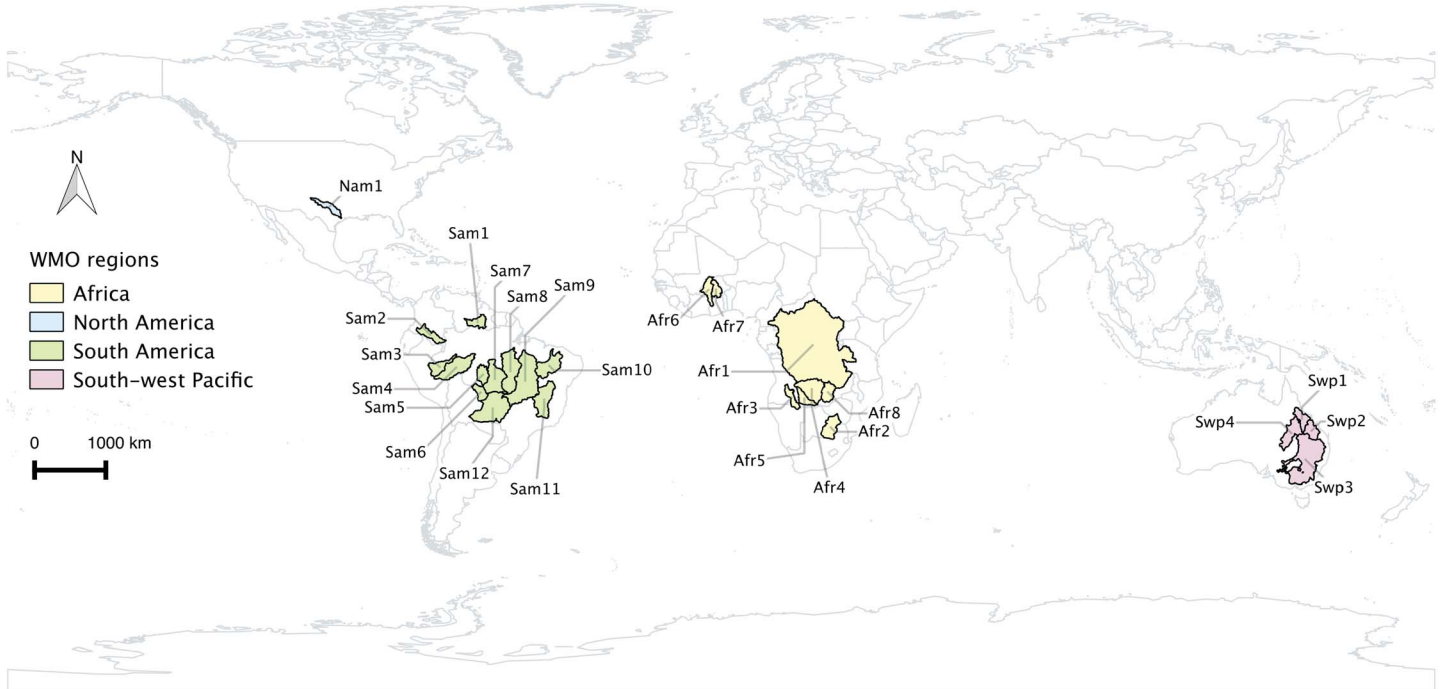 N
Nam1
WMO regions
Africa
North America
South America
South-west Pacific
0 1000 km
Sam1
Sam7
Sam8
Sam9
Sam2
Sam3
Sam4
Sam5
Sam6
Sam12
Sam11
Sam10
Afr6
Afr7
Afr1
Afr3
Afr8
Afr2
Afr5
Afr4
Swp1
Swp4
Swp2
Swp3